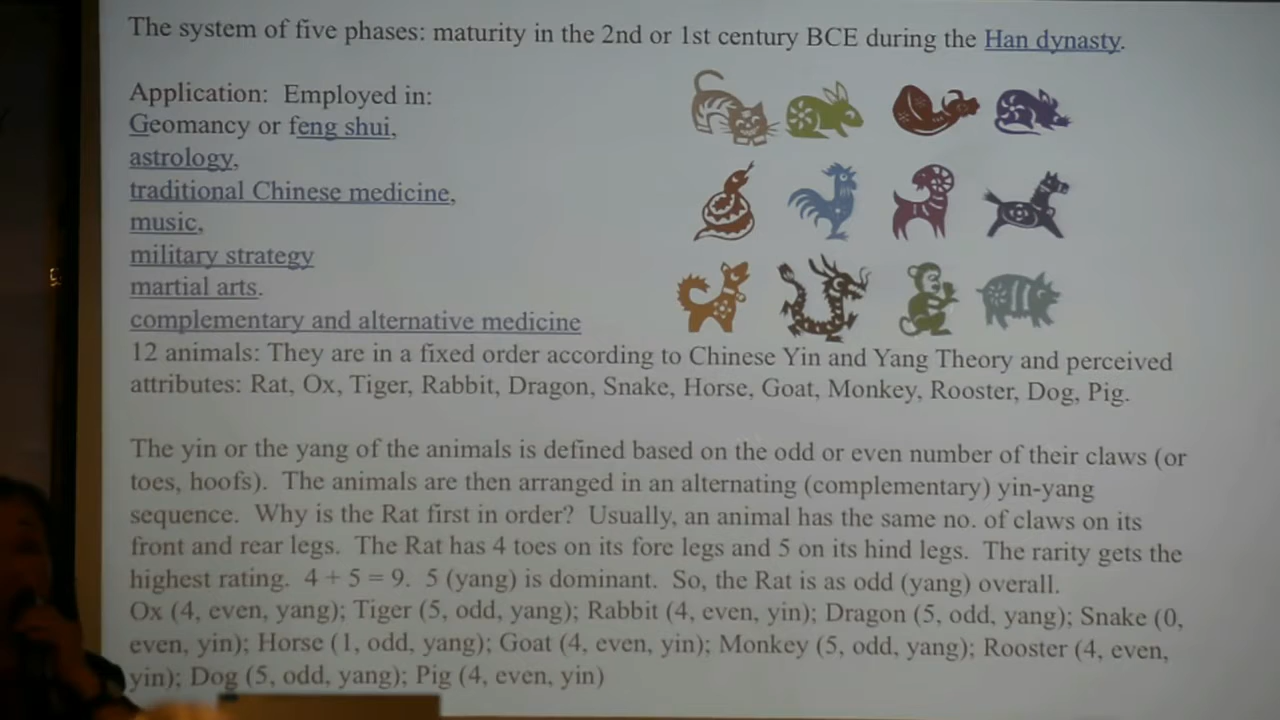 The system of five phases: maturity in the 2nd or 1st century BCE during the Han dynasty.
Application: Employed in:
Geomancy or feng shui,
astrology,
traditional Chinese medicine,
music,
military strategy
martial arts.
complementary and alternative medicine
12 animals: They are in a fixed order according to Chinese Yin and Yang Theory and perceived
attributes: Rat, Ox, Tiger, Rabbit, Dragon, Snake, Horse, Goat, Monkey, Rooster, Dog, Pig.
The yin or the yang of the animals is defined based on the odd or even number of their claws (or
toes, hoofs). The animals are then arranged in an alternating (complementary) yin-yang
sequence. Why is the Rat first in order? Usually, an animal has the same no. of claws on its
front and rear legs. The Rat has 4 toes on its fore legs and 5 on its hind legs. The rarity gets the
highest rating. 4 + 5 = 9. 5 (yang) is dominant. So, the Rat is as odd (yang) overall.
Ox (4, even, yang); Tiger (5, odd, yang); Rabbit (4, even, yin); Dragon (5, odd, yang); Snake (0,
even, yin); Horse (1, odd, yang); Goat (4, even, yin); Monkey (5, odd, yang); Rooster (4, even,
yin); Dog (5, odd, yang); Pig (4, even, yin)